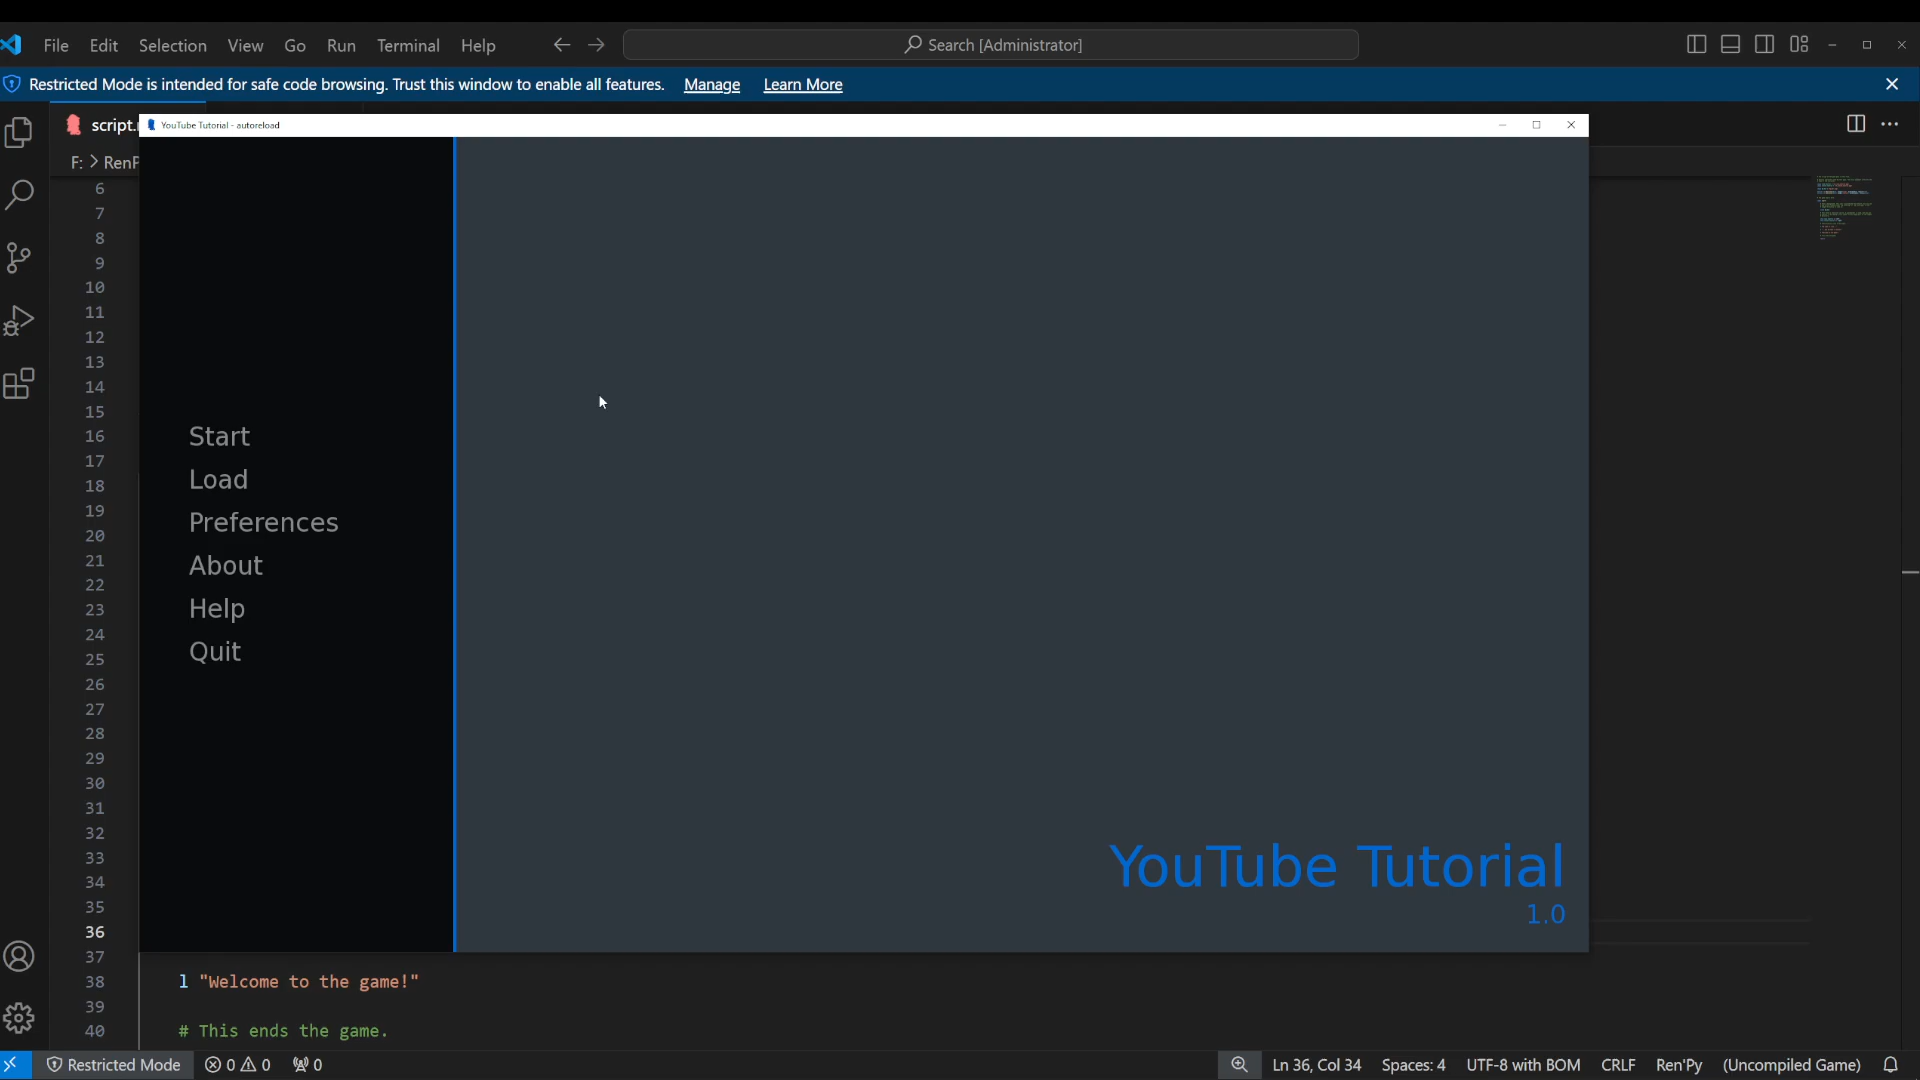 File Edit Selection View Go Run Terminal Help Search [Administrator]
Restricted Mode is intended for safe code browsing. Trust this window to enable all features. Manage Learn More
script. YouTube Tutorial - autoreload
F: > RenP
6
7
8
9
10
11
12
13
14
15
16
17
18
19
20
21
22
23
24
25
26
27
28
29
30
31
32
33
34
35
36
37
38
39
40
Start
Load
Preferences
About
Help
Quit
YouTube Tutorial
1.0
l "Welcome to the game!"
# This ends the game.
Restricted Mode 0 0 0 Ln 36, Col 34 Spaces: 4 UTF-8 with BOM CRLF Ren'Py (Uncompiled Game)